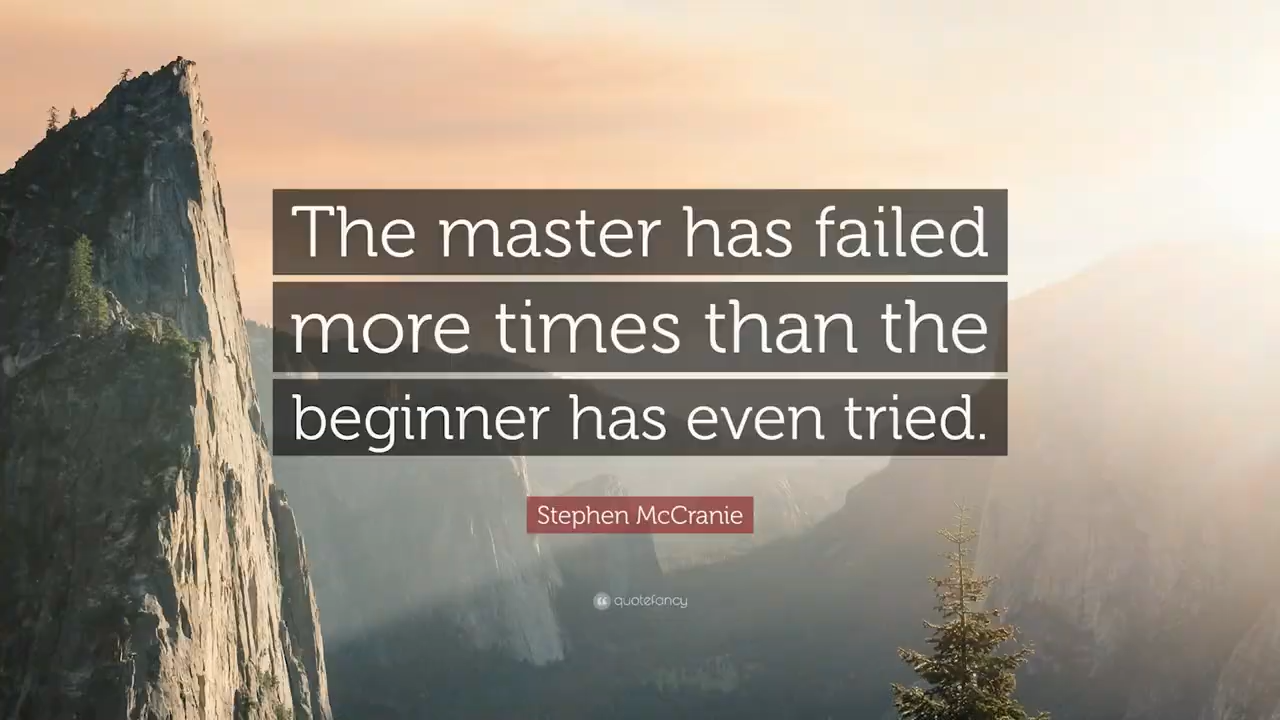 The master has failed
more times than the
beginner has even tried.
Stephen McCranie
quotefancy